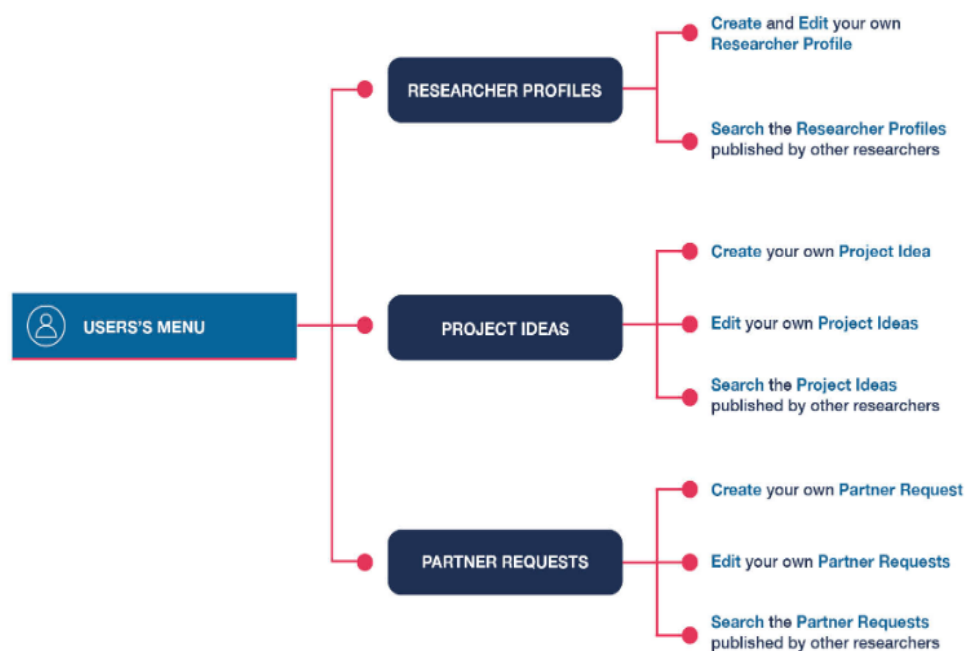 USERS'S MENU
RESEARCHER PROFILES
Create and Edit your own
Researcher Profile
Search the Researcher Profiles
published by other researchers
PROJECT IDEAS
Create your own Project Idea
Edit your own Project Ideas
Search the Project Ideas
published by other researchers
PARTNER REQUESTS
Create your own Partner Request
Edit your own Partner Requests
Search the Partner Requests
published by other researchers